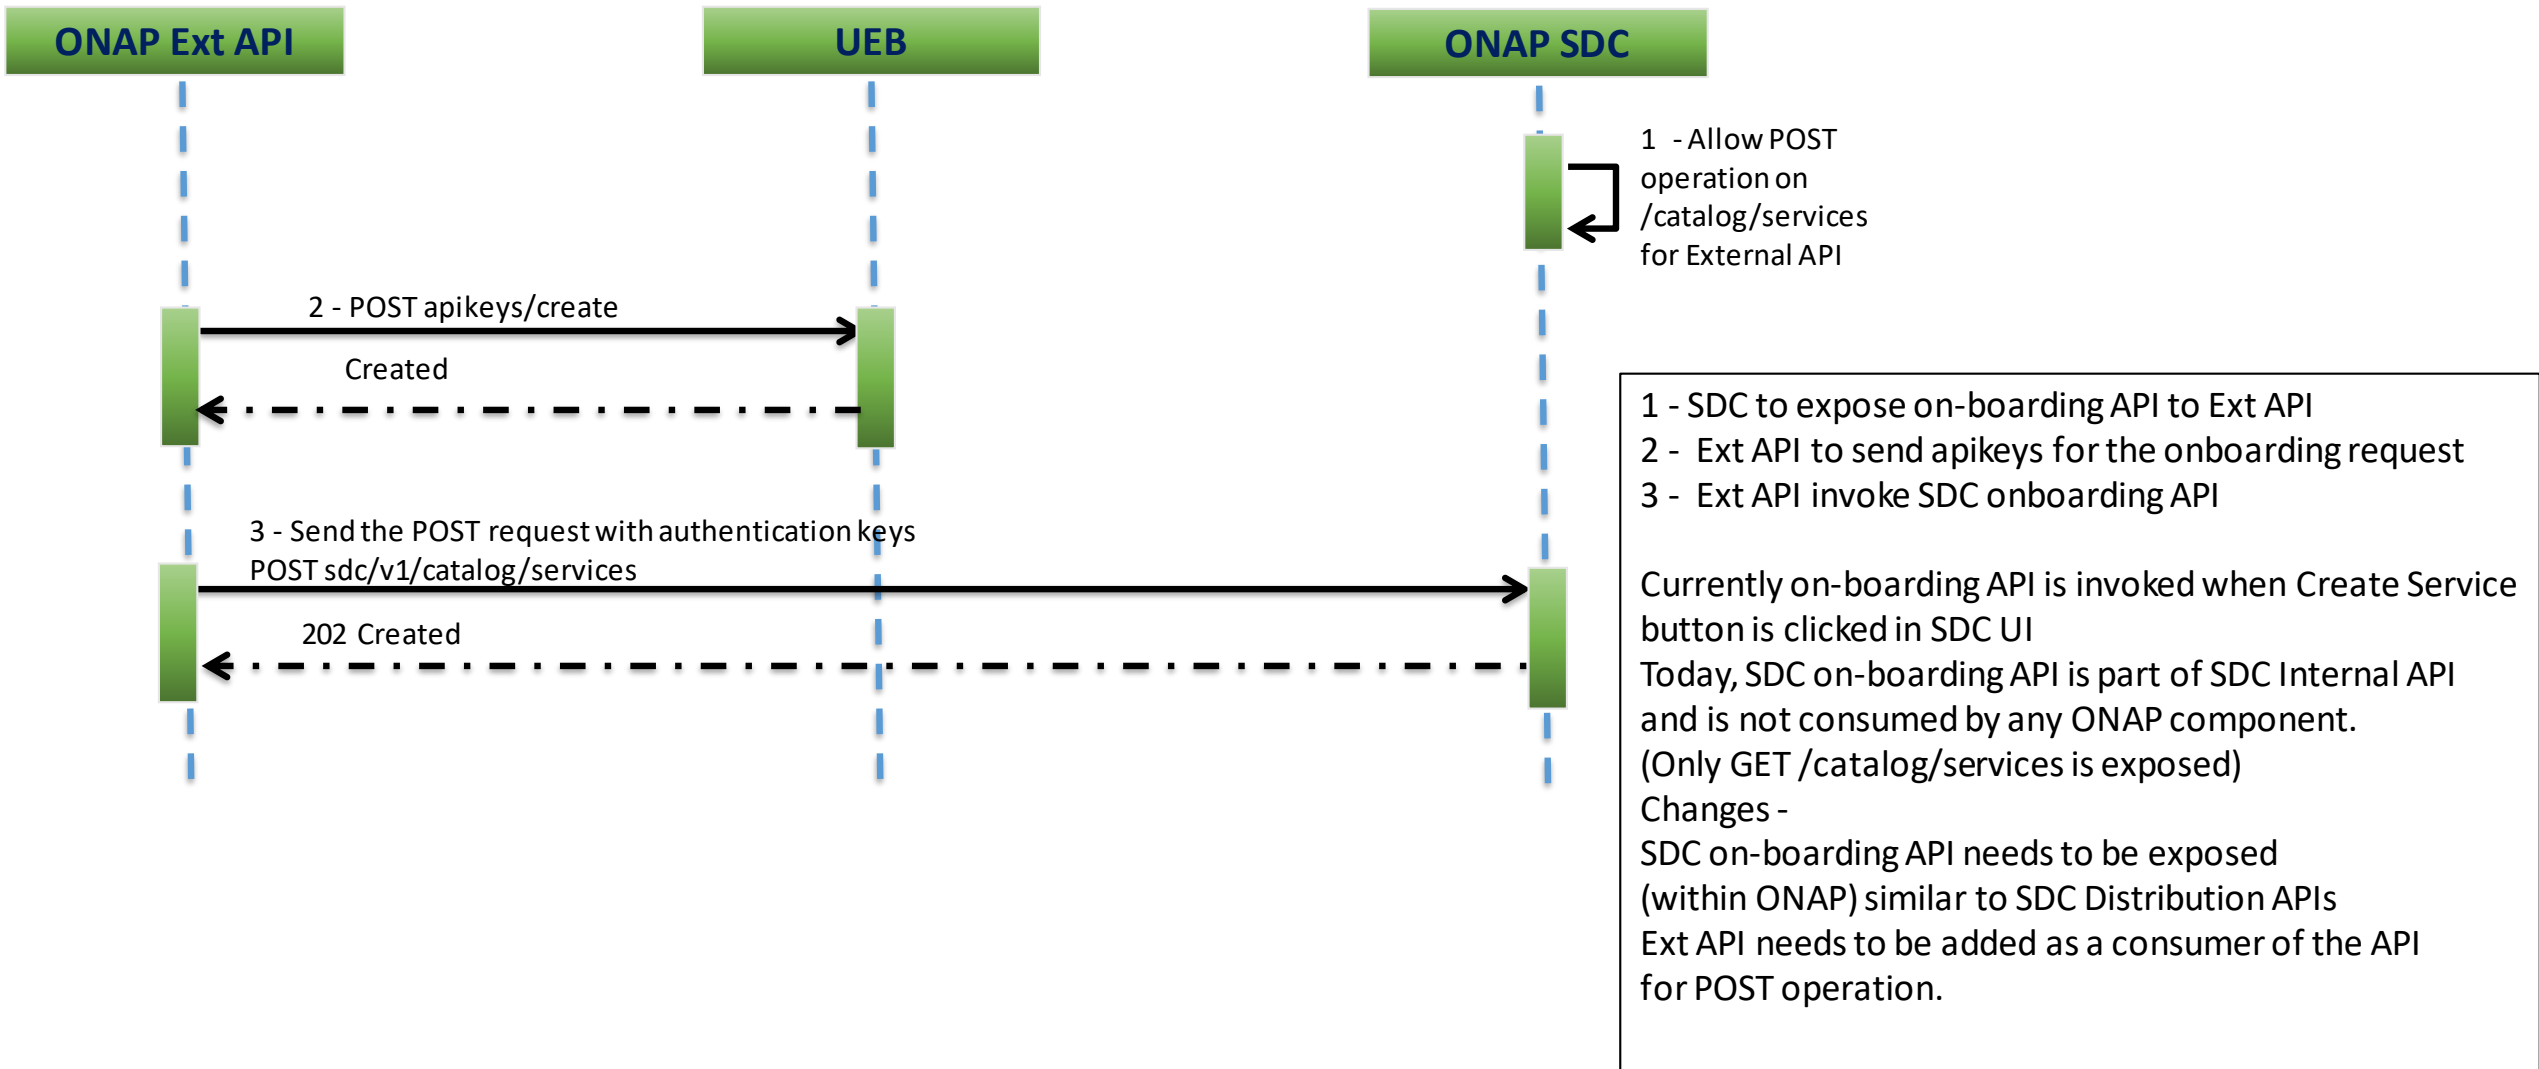 ONAP Ext API
UEB
ONAP SDC
1 - Allow POST
operation on
/catalog/services
for External API
2 - POST apikeys/create
Created
3 - Send the POST request with authentication keys
POST sdc/v1/catalog/services
202 Created
1 - SDC to expose on-boarding API to Ext API
2 - Ext API to send apikeys for the onboarding request
3 - Ext API invoke SDC onboarding API
Currently on-boarding API is invoked when Create Service
button is clicked in SDC UI
Today, SDC on-boarding API is part of SDC Internal API
and is not consumed by any ONAP component.
(Only GET /catalog/services is exposed)
Changes -
SDC on-boarding API needs to be exposed
(within ONAP) similar to SDC Distribution APIs
Ext API needs to be added as a consumer of the API
for POST operation.